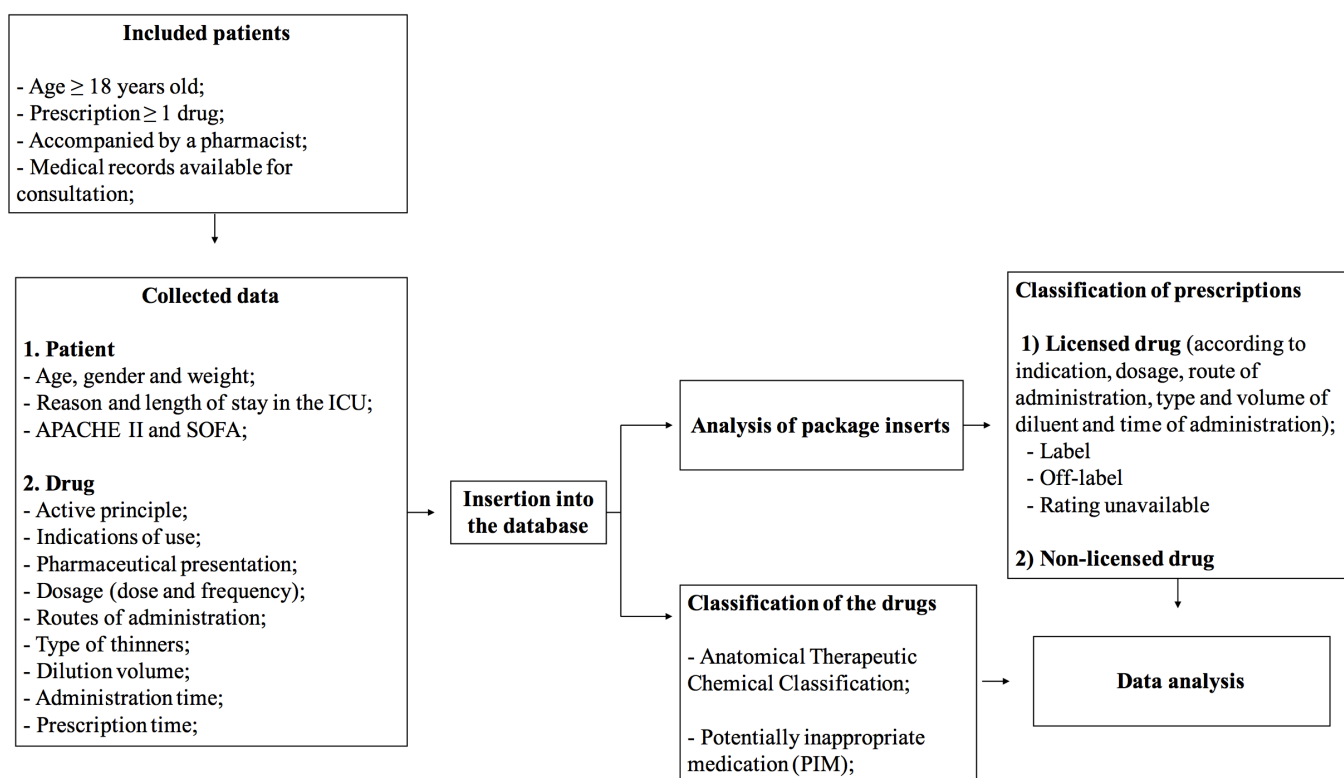 Included patients
- Age ≥ 18 years old;
- Prescription ≥ 1 drug;
- Accompanied by a pharmacist;
- Medical records available for
consultation;
Collected data
1. Patient
- Age, gender and weight;
- Reason and length of stay in the ICU;
- APACHE II and SOFA;
2. Drug
- Active principle;
- Indications of use;
- Pharmaceutical presentation;
- Dosage (dose and frequency);
- Routes of administration;
- Type of thinners;
- Dilution volume;
- Administration time;
- Prescription time;
Insertion into
the database
Analysis of package inserts
Classification of prescriptions
1) Licensed drug (according to
indication, dosage, route of
administration, type and volume of
diluent and time of administration);
- Label
- Off-label
- Rating unavailable
2) Non-licensed drug
Classification of the drugs
- Anatomical Therapeutic
Chemical Classification;
- Potentially inappropriate
medication (PIM);
Data analysis